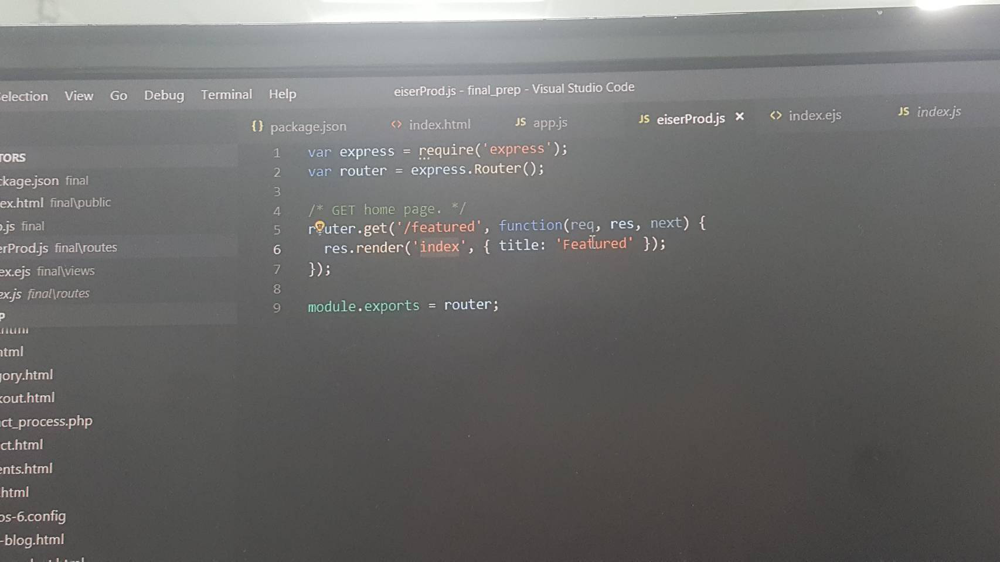 election View Go Debug Terminal Help eiserProd.js - final_prep - Visual Studio Code
{} package.json <> index.html JS app.js JS eiserProd.js × <> index.ejs JS index.js
TORS
ckage.json final
ex.html final\public
.js final
erProd.js final\routes
ex.ejs final\views
ex.js final\routes
P
html
gory.html
kout.html
act_process.php
ct.html
ents.html
.html
os-6.config
-blog.html
1 var express = require('express');
2 var router = express.Router();
3
4 /* GET home page. */
5 router.get('/featured', function(req, res, next) {
6 res.render('index', { title: 'Featured' });
7 });
8
9 module.exports = router;